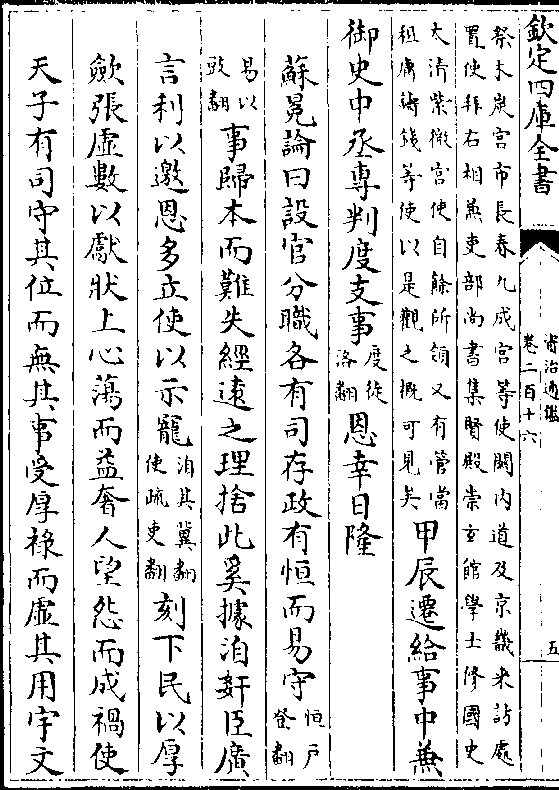 欽定四庫全書
資治通鑑
卷二百十六
五
祭木炭宮市長春九成宮等使關內道及京畿采訪處
置使拜右相兼吏部尚書集賢殿崇玄館學士修國史
太清紫微宮使自餘所領又有管當
租庸鑄錢等使以是觀之概可見矣
甲辰遷給事中兼
御史中丞專判度支事
度徒
洛翻
恩幸日隆
蘇冕論曰設官分職各有司存政有恒而易守
恒戶
登翻
易以
豉翻
事歸本而難失經遠之理捨此奚據洎姧臣廣
言利以邀恩多立使以示寵
洎其冀翻
使疏吏翻
刻下民以厚
斂張虛數以獻狀上心蕩而益奢人望怨而成禍使
天子有司守其位而無其事受厚祿而虛其用宇文